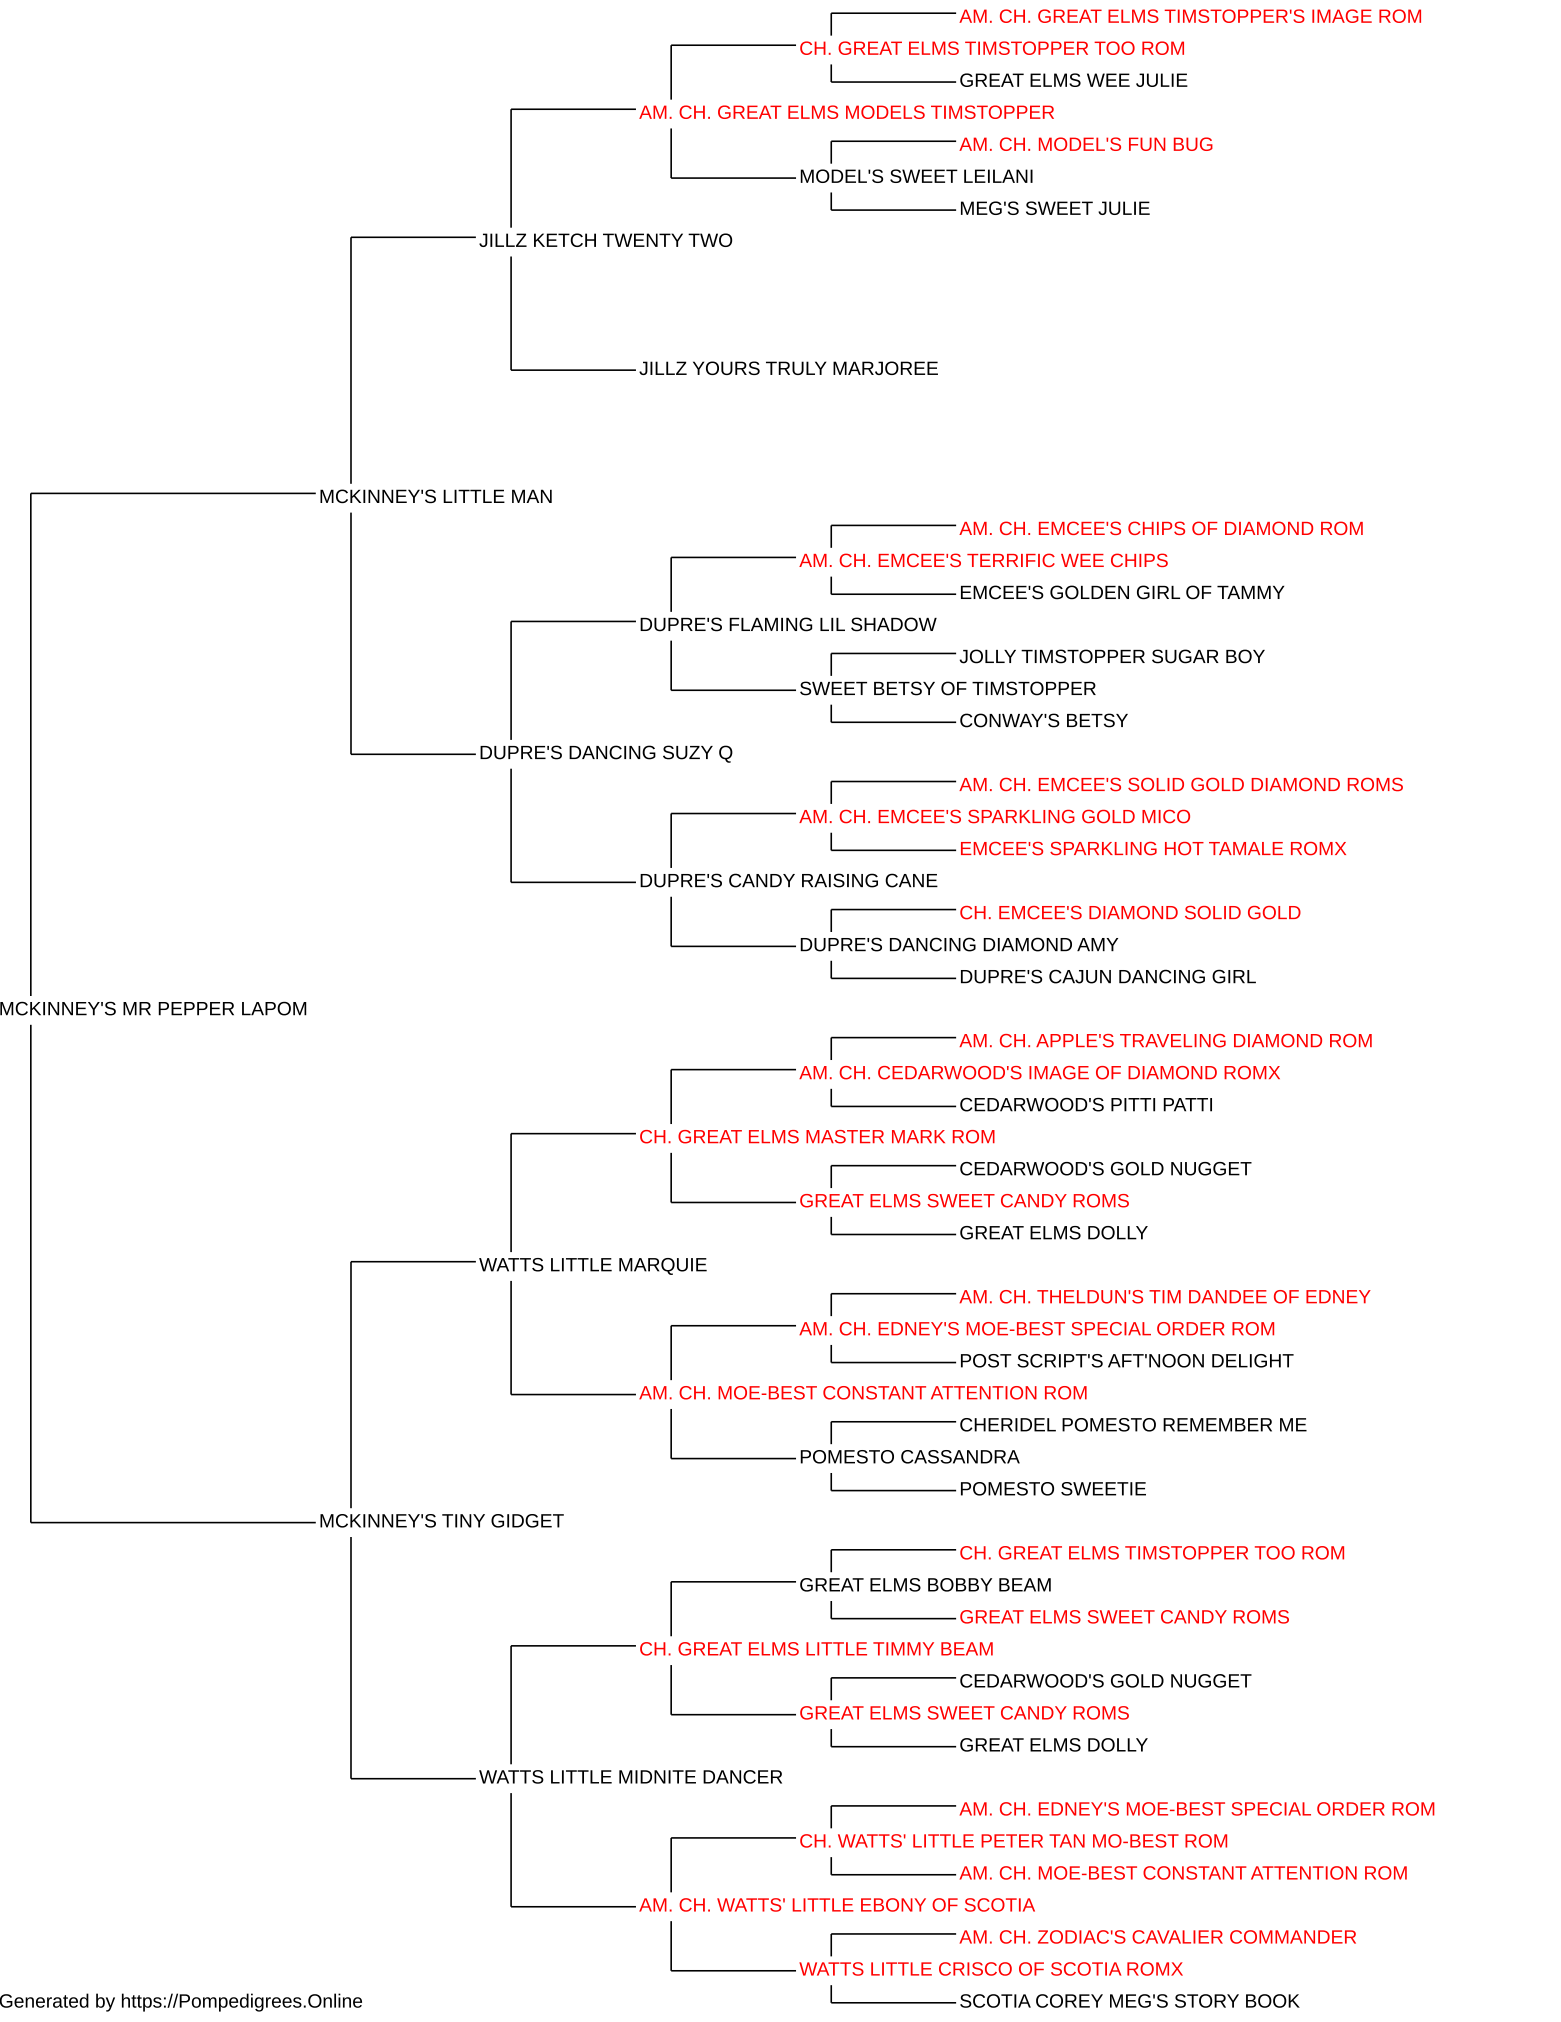 AM. CH. GREAT ELMS TIMSTOPPER'S IMAGE ROM
CH. GREAT ELMS TIMSTOPPER TOO ROM
GREAT ELMS WEE JULIE
AM. CH. GREAT ELMS MODELS TIMSTOPPER
AM. CH. MODEL'S FUN BUG
MODEL'S SWEET LEILANI
MEG'S SWEET JULIE
JILLZ KETCH TWENTY TWO
JILLZ YOURS TRULY MARJOREE
MCKINNEY'S LITTLE MAN
AM. CH. EMCEE'S CHIPS OF DIAMOND ROM
AM. CH. EMCEE'S TERRIFIC WEE CHIPS
EMCEE'S GOLDEN GIRL OF TAMMY
DUPRE'S FLAMING LIL SHADOW
JOLLY TIMSTOPPER SUGAR BOY
SWEET BETSY OF TIMSTOPPER
CONWAY'S BETSY
DUPRE'S DANCING SUZY Q
AM. CH. EMCEE'S SOLID GOLD DIAMOND ROMS
AM. CH. EMCEE'S SPARKLING GOLD MICO
EMCEE'S SPARKLING HOT TAMALE ROMX
DUPRE'S CANDY RAISING CANE
CH. EMCEE'S DIAMOND SOLID GOLD
DUPRE'S DANCING DIAMOND AMY
DUPRE'S CAJUN DANCING GIRL
MCKINNEY'S MR PEPPER LAPOM
AM. CH. APPLE'S TRAVELING DIAMOND ROM
AM. CH. CEDARWOOD'S IMAGE OF DIAMOND ROMX
CEDARWOOD'S PITTI PATTI
CH. GREAT ELMS MASTER MARK ROM
CEDARWOOD'S GOLD NUGGET
GREAT ELMS SWEET CANDY ROMS
GREAT ELMS DOLLY
WATTS LITTLE MARQUIE
AM. CH. THELDUN'S TIM DANDEE OF EDNEY
AM. CH. EDNEY'S MOE-BEST SPECIAL ORDER ROM
POST SCRIPT'S AFT'NOON DELIGHT
AM. CH. MOE-BEST CONSTANT ATTENTION ROM
CHERIDEL POMESTO REMEMBER ME
POMESTO CASSANDRA
POMESTO SWEETIE
MCKINNEY'S TINY GIDGET
CH. GREAT ELMS TIMSTOPPER TOO ROM
GREAT ELMS BOBBY BEAM
GREAT ELMS SWEET CANDY ROMS
CH. GREAT ELMS LITTLE TIMMY BEAM
CEDARWOOD'S GOLD NUGGET
GREAT ELMS SWEET CANDY ROMS
GREAT ELMS DOLLY
WATTS LITTLE MIDNITE DANCER
AM. CH. EDNEY'S MOE-BEST SPECIAL ORDER ROM
CH. WATTS' LITTLE PETER TAN MO-BEST ROM
AM. CH. MOE-BEST CONSTANT ATTENTION ROM
AM. CH. WATTS' LITTLE EBONY OF SCOTIA
AM. CH. ZODIAC'S CAVALIER COMMANDER
WATTS LITTLE CRISCO OF SCOTIA ROMX
SCOTIA COREY MEG'S STORY BOOK
Generated by https://Pompedigrees.Online